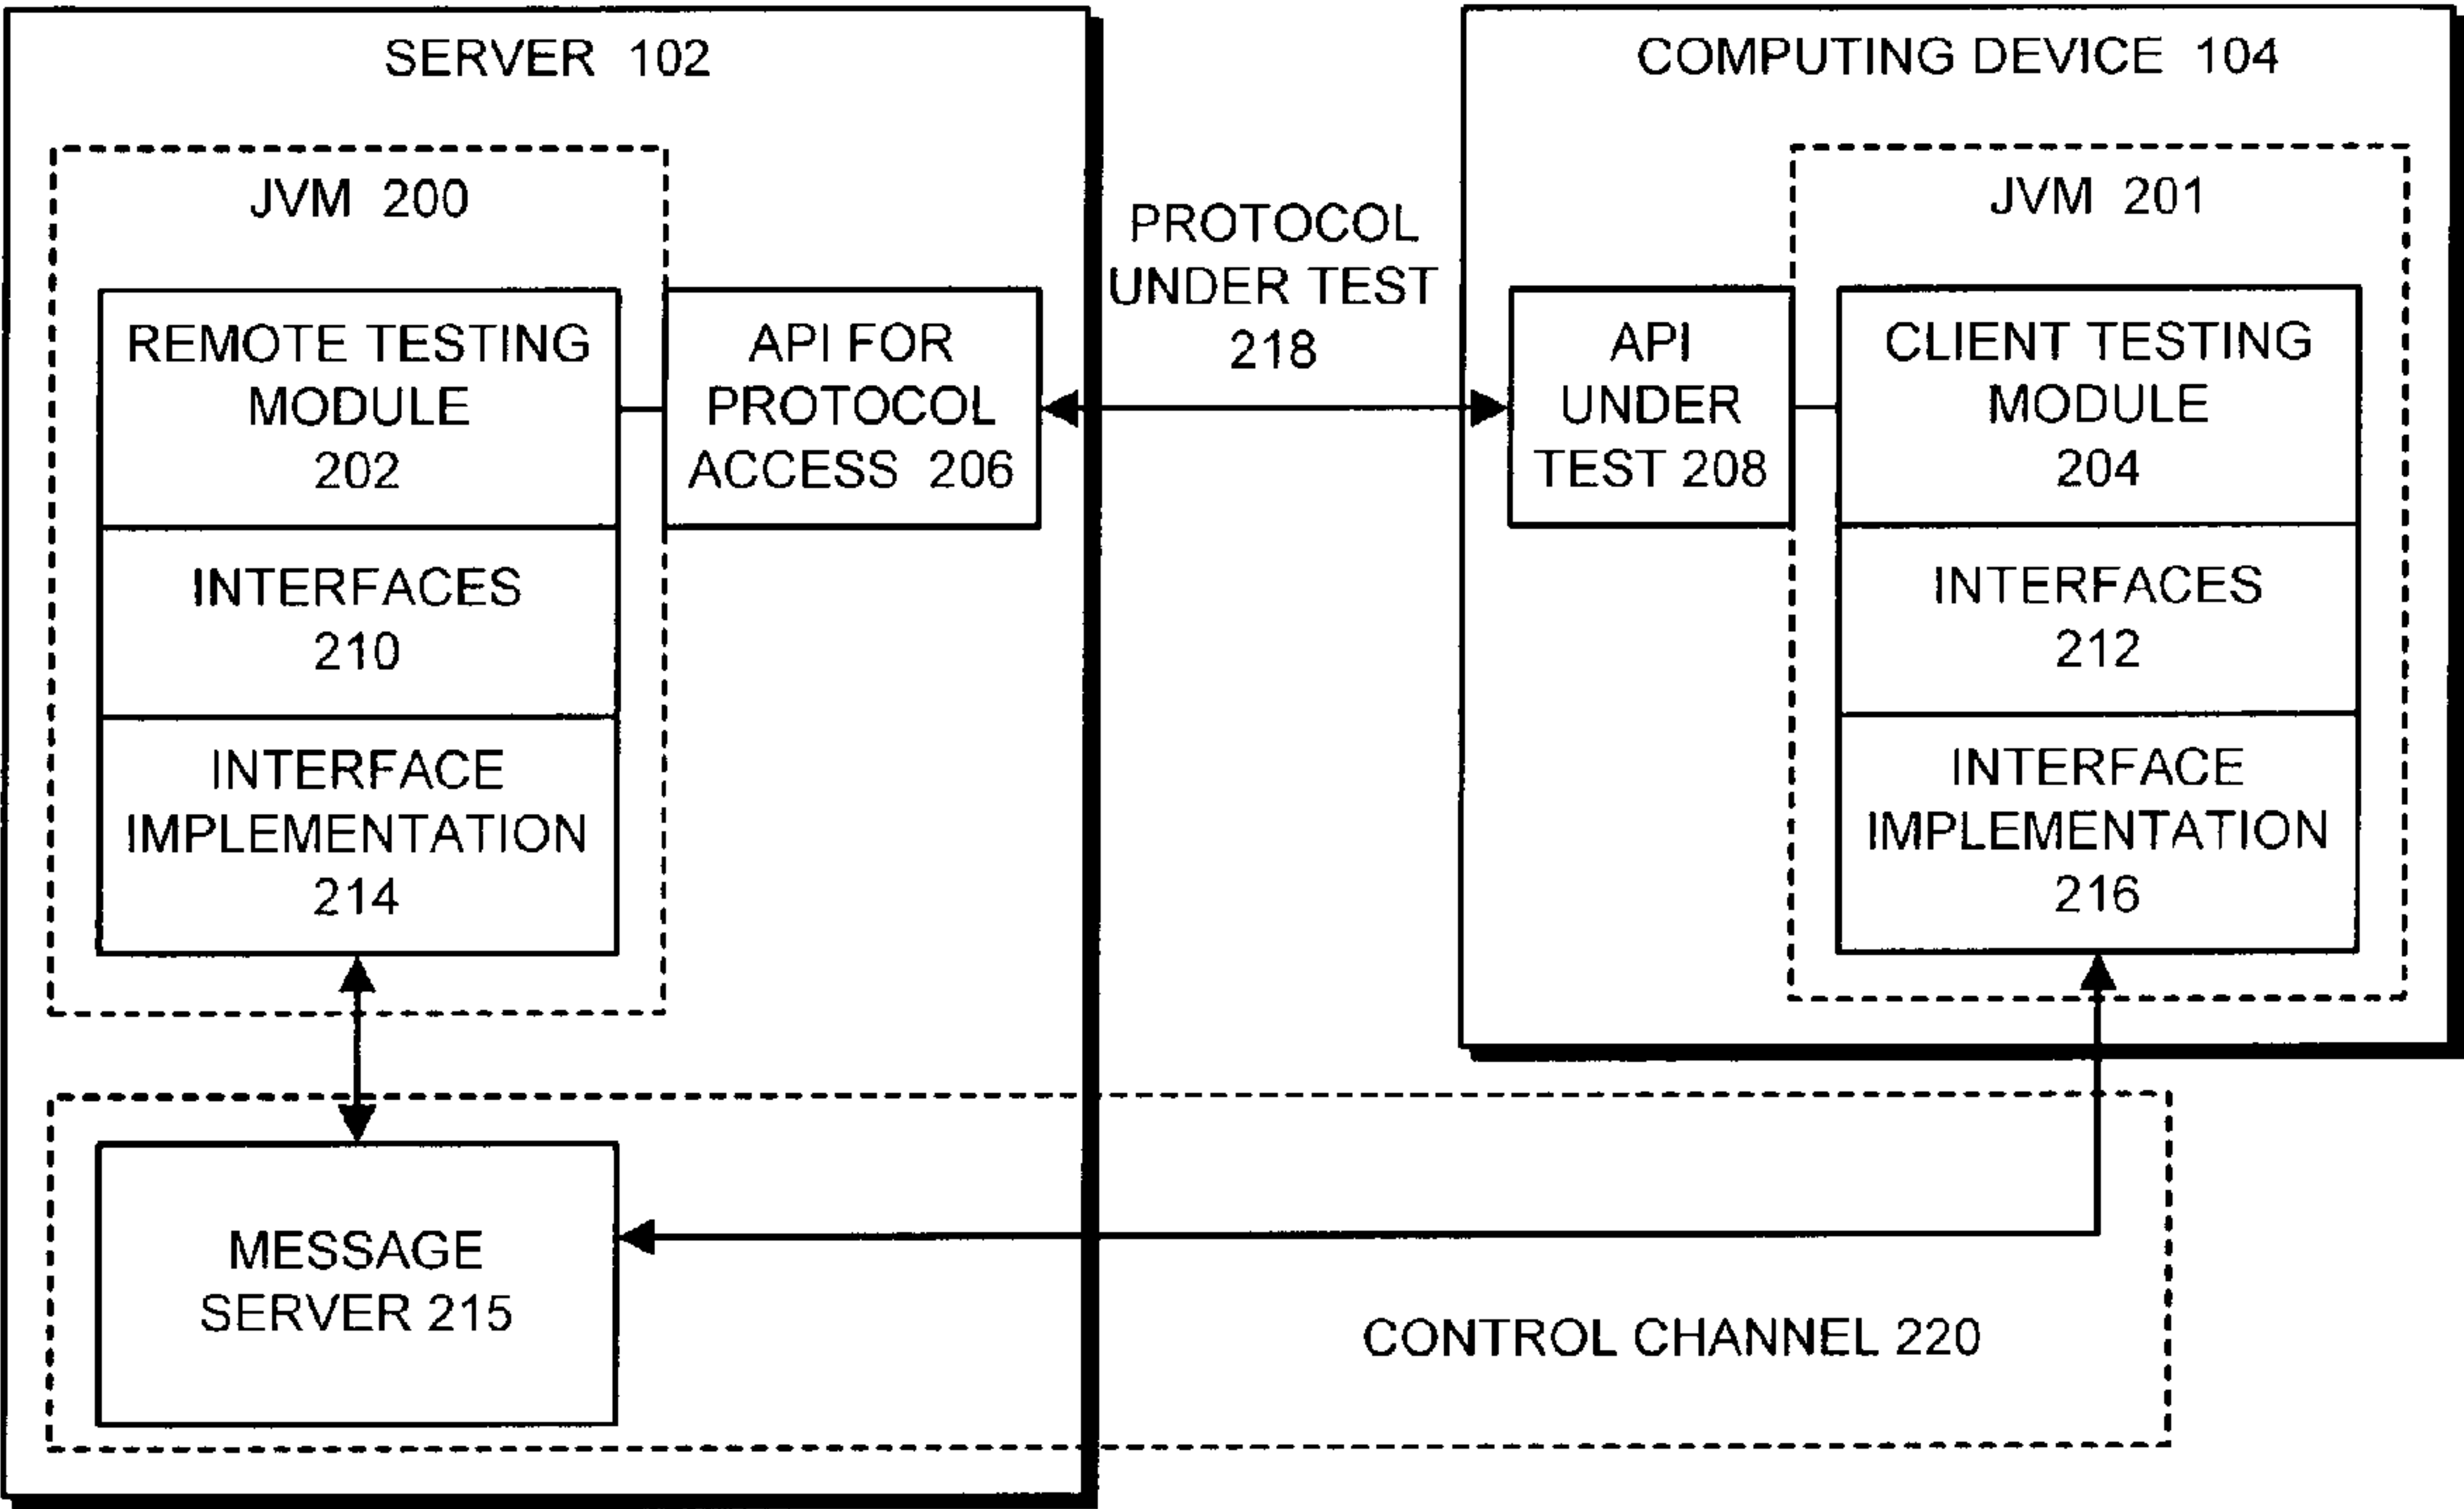 SERVER 102
JVM 200
REMOTE TESTING
MODULE
202
INTERFACES
210
INTERFACE
IMPLEMENTATION
214
API FOR
PROTOCOL
ACCESS 206
MESSAGE
SERVER 215
PROTOCOL
UNDER TEST
218
COMPUTING DEVICE 104
JVM 201
API
UNDER
TEST 208
CLIENT TESTING
MODULE
204
INTERFACES
212
INTERFACE
IMPLEMENTATION
216
CONTROL CHANNEL 220